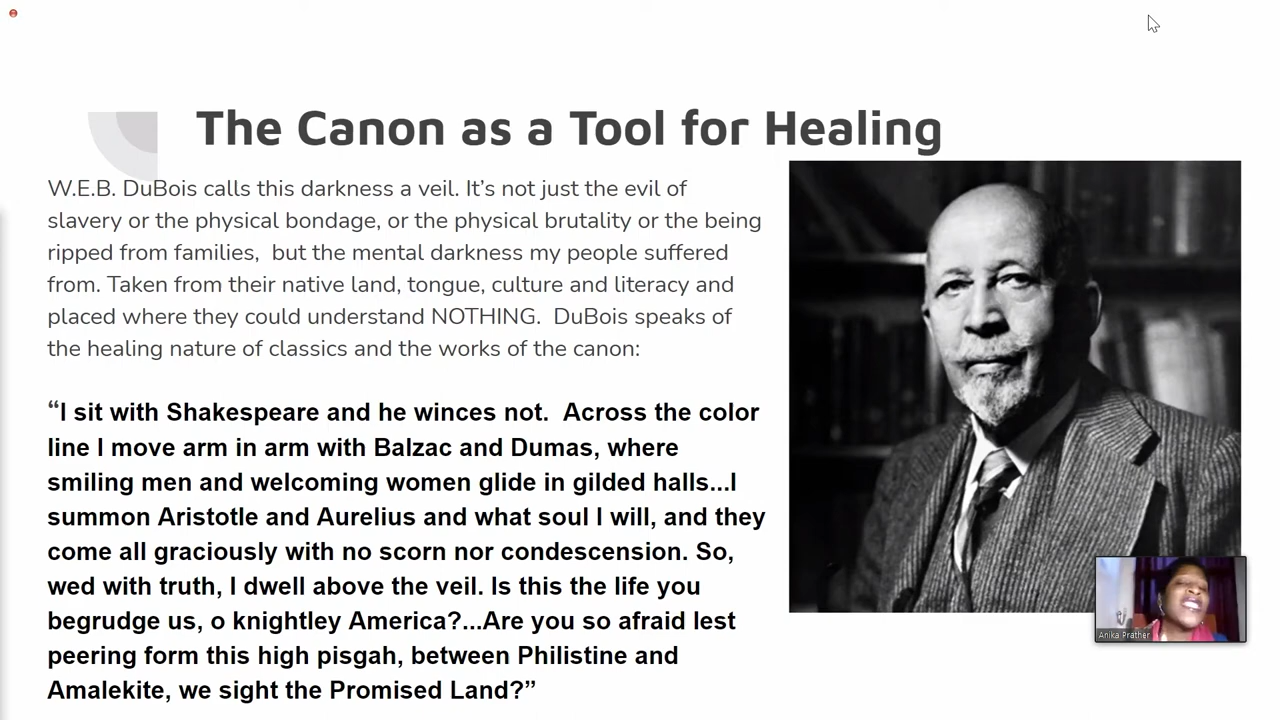 The Canon as a Tool for Healing
W.E.B. DuBois calls this darkness a veil. It’s not just the evil of
slavery or the physical bondage, or the physical brutality or the being
ripped from families,  but the mental darkness my people suffered
from. Taken from their native land, tongue, culture and literacy and
placed where they could understand NOTHING.  DuBois speaks of
the healing nature of classics and the works of the canon:
“I sit with Shakespeare and he winces not.  Across the color
line I move arm in arm with Balzac and Dumas, where
smiling men and welcoming women glide in gilded halls...I
summon Aristotle and Aurelius and what soul I will, and they
come all graciously with no scorn nor condescension. So,
wed with truth, I dwell above the veil. Is this the life you
begrudge us, o knightley America?...Are you so afraid lest
peering form this high pisgah, between Philistine and
Amalekite, we sight the Promised Land?”
Anika Prather